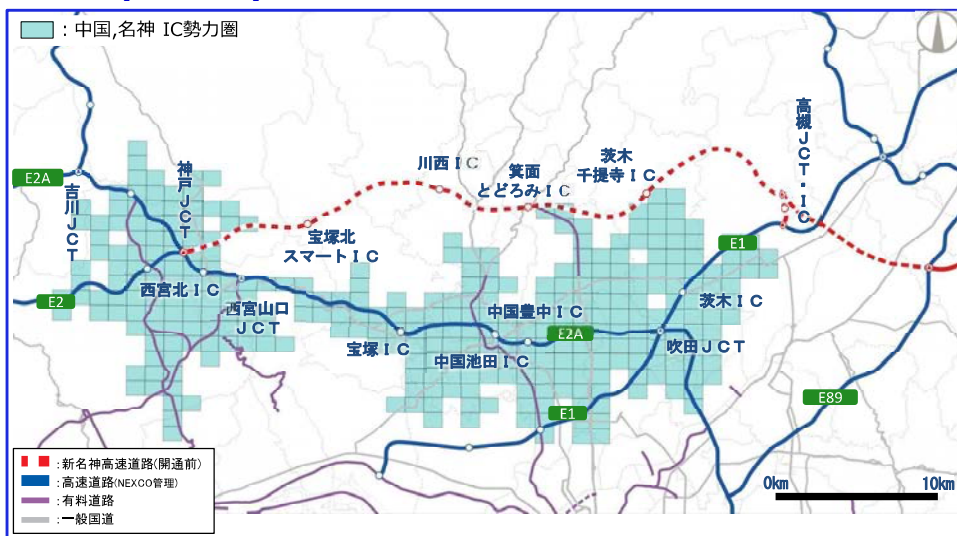 ：中国,名神 IC勢力圏
E2A
吉川JCT
神戸JCT
川西IC
箕面
とどろみIC
茨木
千提寺IC
高槻JCT・IC
宝塚北
スマートIC
E1
E2
西宮北IC
西宮山口
JCT
宝塚IC
中国豊中IC
中国池田IC
E2A
茨木IC
吹田JCT
E1
E89
：新名神高速道路(開通前)
：高速道路(NEXCO管理)
：有料道路
：一般国道
0km 10km